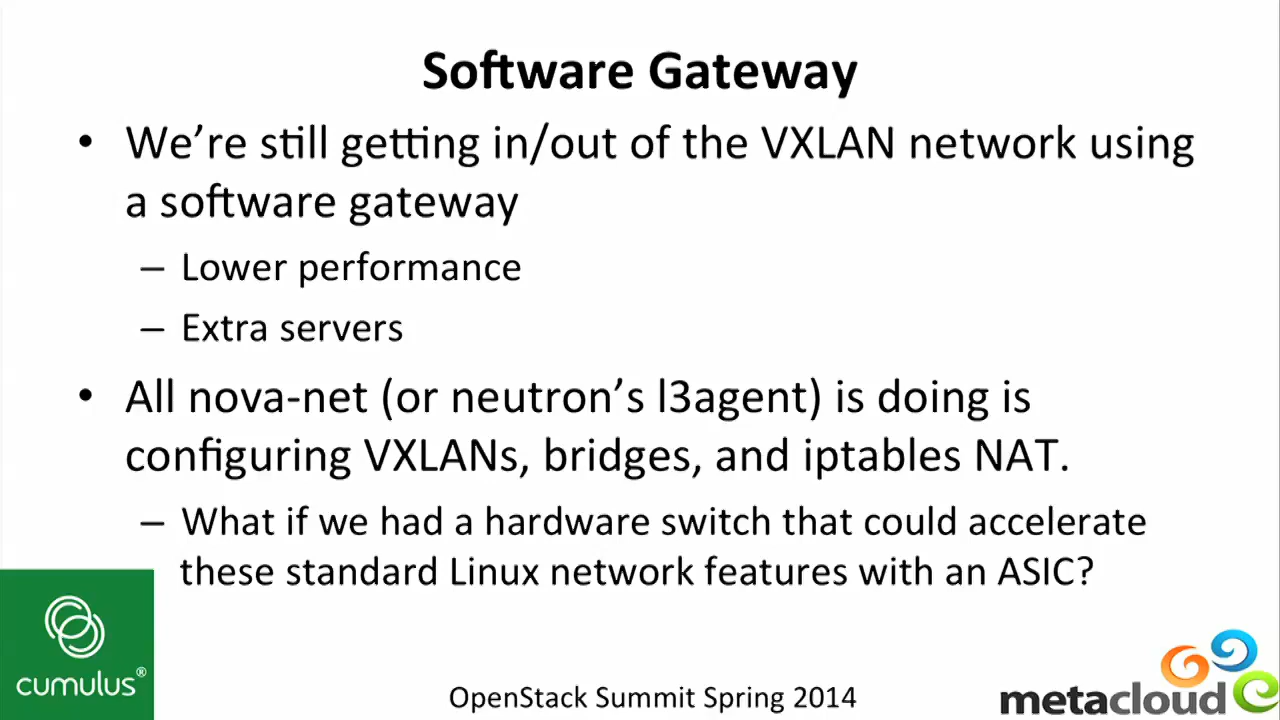 Software Gateway
• We're still getting in/out of the VXLAN network using
a software gateway
– Lower performance
– Extra servers
• All nova-net (or neutron's l3agent) is doing is
configuring VXLANs, bridges, and iptables NAT.
– What if we had a hardware switch that could accelerate
these standard Linux network features with an ASIC?
cumulus®
OpenStack Summit Spring 2014
metacloud